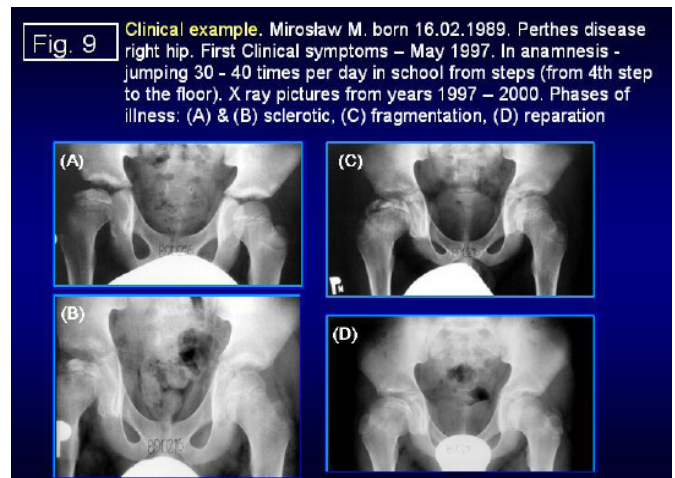 Fig. 9
Clinical example. Miroslaw M. born 16.02.1989. Perthes disease
right hip. First Clinical symptoms – May 1997. In anamnesis -
jumping 30 - 40 times per day in school from steps (from 4th step
to the floor). X ray pictures from years 1997 – 2000. Phases of
illness: (A) & (B) sclerotic, (C) fragmentation, (D) reparation
(A)
(C)
(B)
(D)